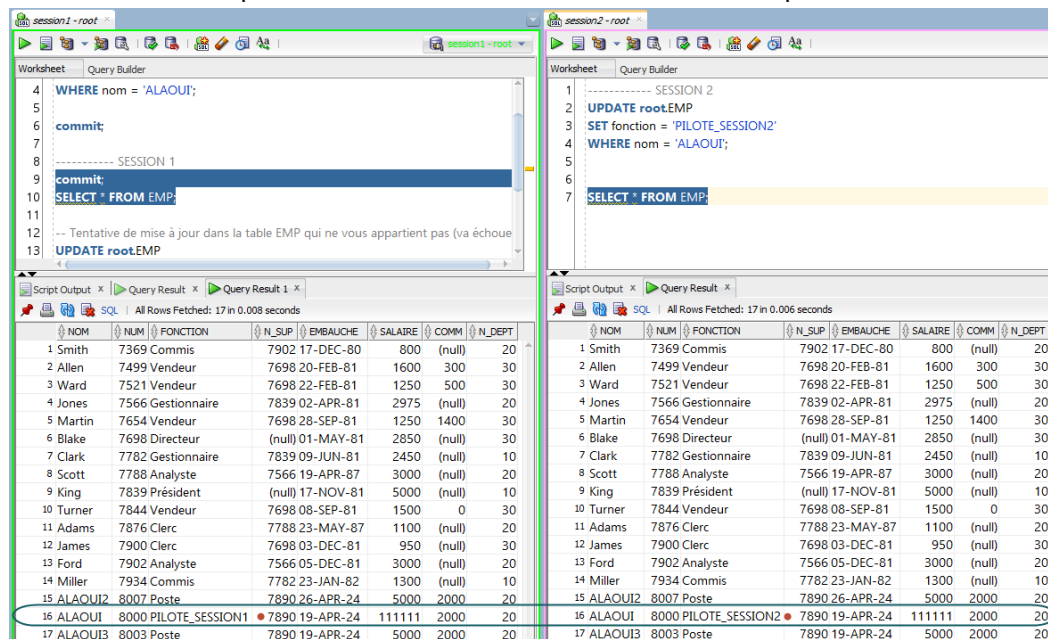 session1 - root
session1 - root
Worksheet Query Builder
4 WHERE nom = 'ALAOUI';
5
6 commit;
7
8 ----------- SESSION 1
9 commit;
10 SELECT * FROM EMP;
11
12 -- Tentative de mise à jour dans la table EMP qui ne vous appartient pas (va échoue
13 UPDATE root.EMP
Script Output x Query Result x Query Result 1 x
SQL | All Rows Fetched: 17 in 0.008 seconds
NOM NUM FONCTION N_SUP EMBAUCHE SALAIRE COMM N_DEPT
1 Smith 7369 Commis 7902 17-DEC-80 800 (null) 20
2 Allen 7499 Vendeur 7698 20-FEB-81 1600 300 30
3 Ward 7521 Vendeur 7698 22-FEB-81 1250 500 30
4 Jones 7566 Gestionnaire 7839 02-APR-81 2975 (null) 20
5 Martin 7654 Vendeur 7698 28-SEP-81 1250 1400 30
6 Blake 7698 Directeur (null) 01-MAY-81 2850 (null) 30
7 Clark 7782 Gestionnaire 7839 09-JUN-81 2450 (null) 10
8 Scott 7788 Analyste 7566 19-APR-87 3000 (null) 20
9 King 7839 Président (null) 17-NOV-81 5000 (null) 10
10 Turner 7844 Vendeur 7698 08-SEP-81 1500 0 30
11 Adams 7876 Clerc 7788 23-MAY-87 1100 (null) 20
12 James 7900 Clerc 7698 03-DEC-81 950 (null) 30
13 Ford 7902 Analyste 7566 05-DEC-81 3000 (null) 20
14 Miller 7934 Commis 7782 23-JAN-82 1300 (null) 10
15 ALAOUI2 8007 Poste 7890 26-APR-24 5000 2000 20
16 ALAOUI 8000 PILOTE_SESSION1 7890 19-APR-24 111111 2000 20
17 ALAOUI3 8003 Poste 7890 19-APR-24 5000 2000 20
session2 - root
Worksheet Query Builder
1 ------------ SESSION 2
2 UPDATE root.EMP
3 SET fonction = 'PILOTE_SESSION2'
4 WHERE nom = 'ALAOUI';
5
6
7 SELECT * FROM EMP;
Script Output x Query Result x
SQL | All Rows Fetched: 17 in 0.006 seconds
NOM NUM FONCTION N_SUP EMBAUCHE SALAIRE COMM N_DEPT
1 Smith 7369 Commis 7902 17-DEC-80 800 (null) 20
2 Allen 7499 Vendeur 7698 20-FEB-81 1600 300 30
3 Ward 7521 Vendeur 7698 22-FEB-81 1250 500 30
4 Jones 7566 Gestionnaire 7839 02-APR-81 2975 (null) 20
5 Martin 7654 Vendeur 7698 28-SEP-81 1250 1400 30
6 Blake 7698 Directeur (null) 01-MAY-81 2850 (null) 30
7 Clark 7782 Gestionnaire 7839 09-JUN-81 2450 (null) 10
8 Scott 7788 Analyste 7566 19-APR-87 3000 (null) 20
9 King 7839 Président (null) 17-NOV-81 5000 (null) 10
10 Turner 7844 Vendeur 7698 08-SEP-81 1500 0 30
11 Adams 7876 Clerc 7788 23-MAY-87 1100 (null) 20
12 James 7900 Clerc 7698 03-DEC-81 950 (null) 30
13 Ford 7902 Analyste 7566 05-DEC-81 3000 (null) 20
14 Miller 7934 Commis 7782 23-JAN-82 1300 (null) 10
15 ALAOUI2 8007 Poste 7890 26-APR-24 5000 2000 20
16 ALAOUI 8000 PILOTE_SESSION2 7890 19-APR-24 111111 2000 20
17 ALAOUI3 8003 Poste 7890 19-APR-24 5000 2000 20